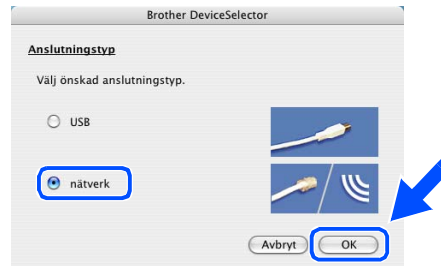 Brother DeviceSelector
Anslutningstyp
Välj önskad anslutningstyp.
USB
nätverk
Avbryt OK